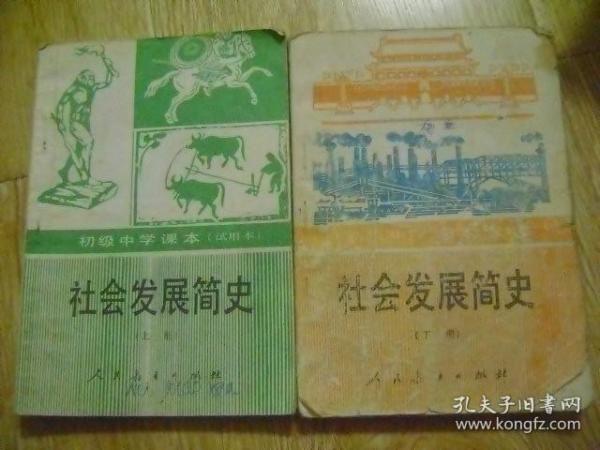 初级中学课本(试用本)
社会发展简史
(上册)
人民教育出版社
社会发展简史
(下册)
人民教育出版社
孔夫子旧书网
www.kongfz.com